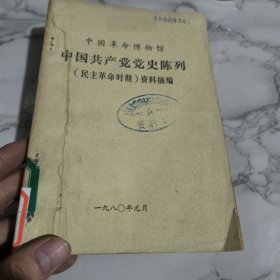 中国革命博物馆
中国共产党党史陈列
（民主革命时期）资料摘编
一九八〇年元月